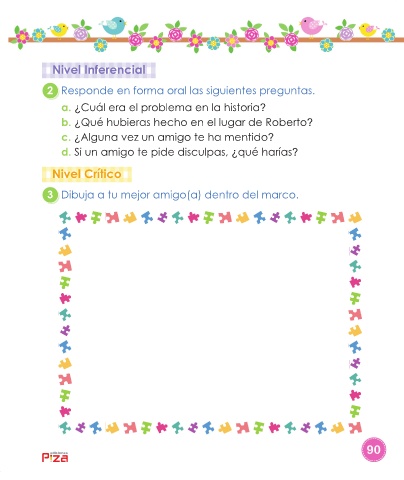 Nivel Inferencial
2 Responde en forma oral las siguientes preguntas.
a. ¿Cuál era el problema en la historia?
b. ¿Qué hubieras hecho en el lugar de Roberto?
c. ¿Alguna vez un amigo te ha mentido?
d. Si un amigo te pide disculpas, ¿qué harías?
Nivel Crítico
3 Dibuja a tu mejor amigo(a) dentro del marco.
Piza
90